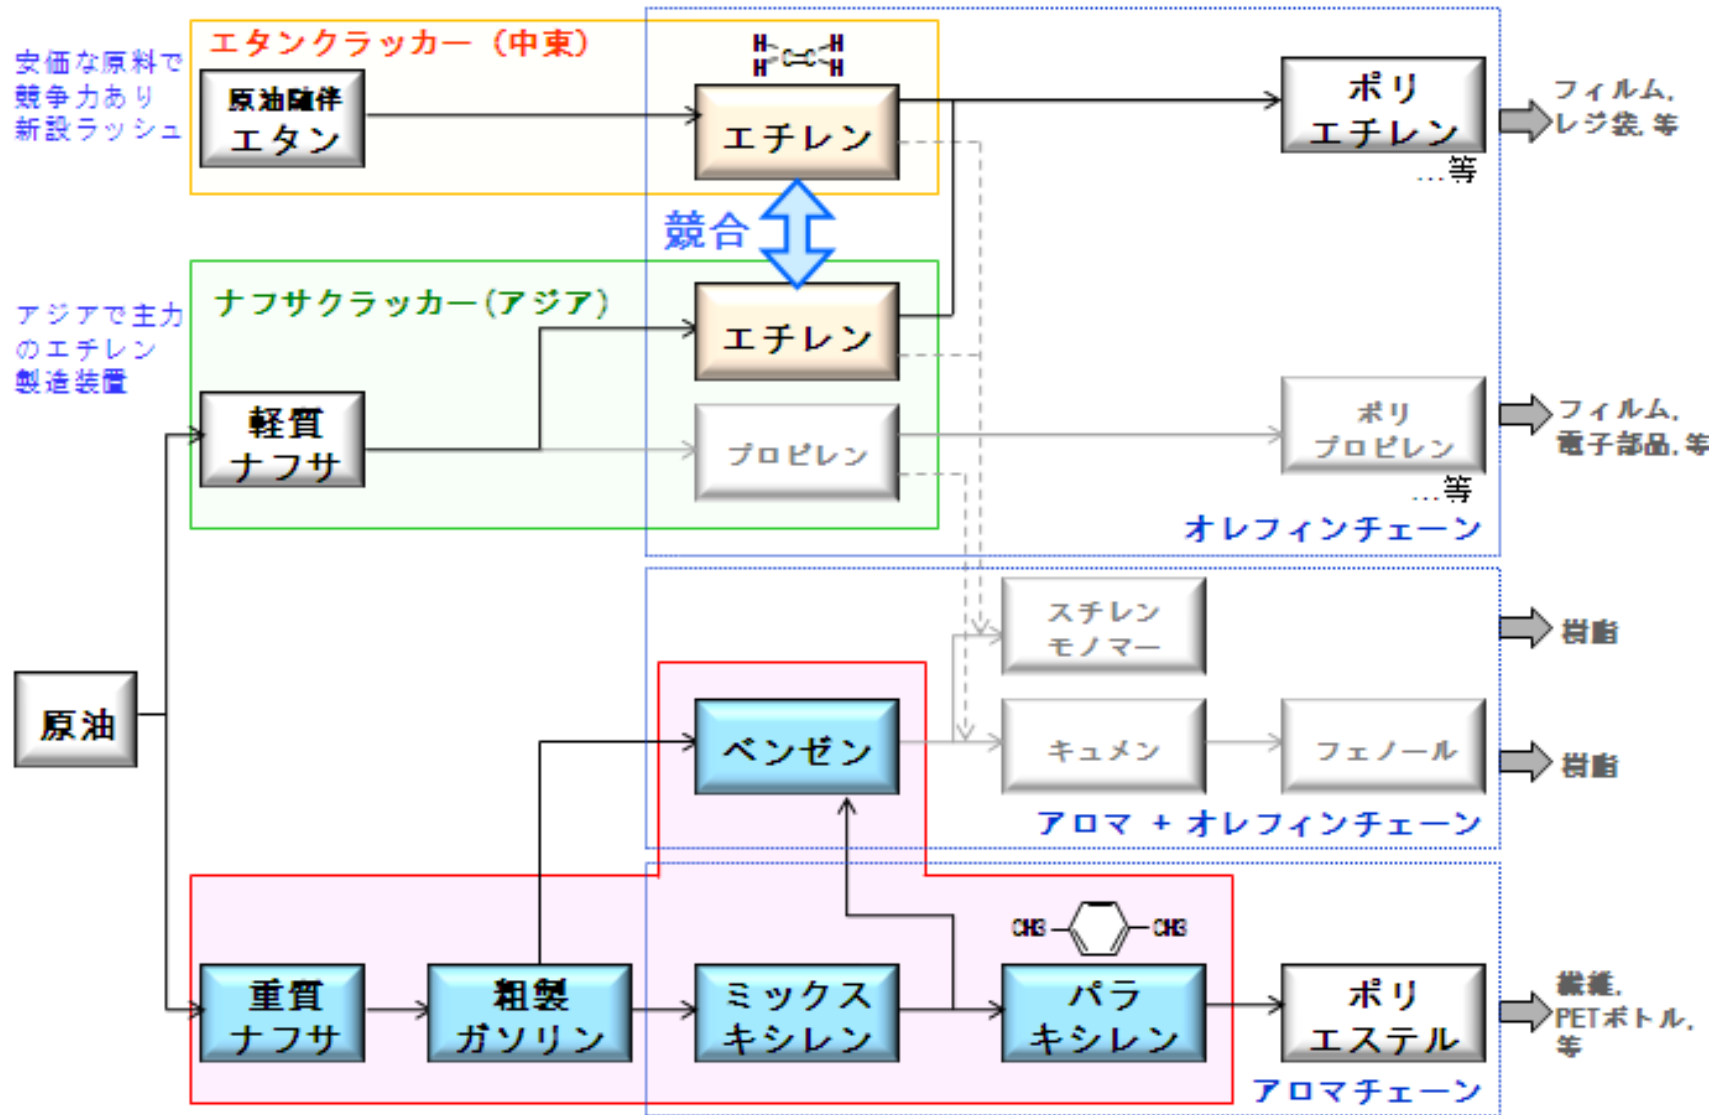 エタンクラッカー（中東）
安価な原料で
競争力あり
新設ラッシュ
原油随伴
エタン
H H
C=C
H H
エチレン
ポリ
エチレン
…等
フィルム,
レジ袋,等
競合
ナフサクラッカー(アジア)
アジアで主力
のエチレン
製造装置
エチレン
軽質
ナフサ
プロピレン
ポリ
プロピレン
…等
フィルム,
電子部品,等
オレフィンチェーン
スチレン
モノマー
樹脂
原油
ベンゼン
キュメン
フェノール
樹脂
アロマ + オレフィンチェーン
CH3
CH3
重質
ナフサ
粗製
ガソリン
ミックス
キシレン
パラ
キシレン
ポリ
エステル
繊維,
PETボトル,
等
アロマチェーン